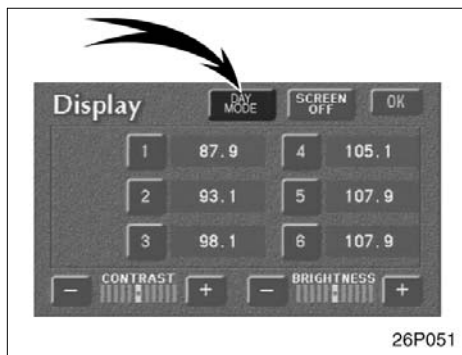 Display DAY MODE SCREEN OFF OK
1 87.9 4 105.1
2 93.1 5 107.9
3 98.1 6 107.9
− CONTRAST + − BRIGHTNESS +
26P051